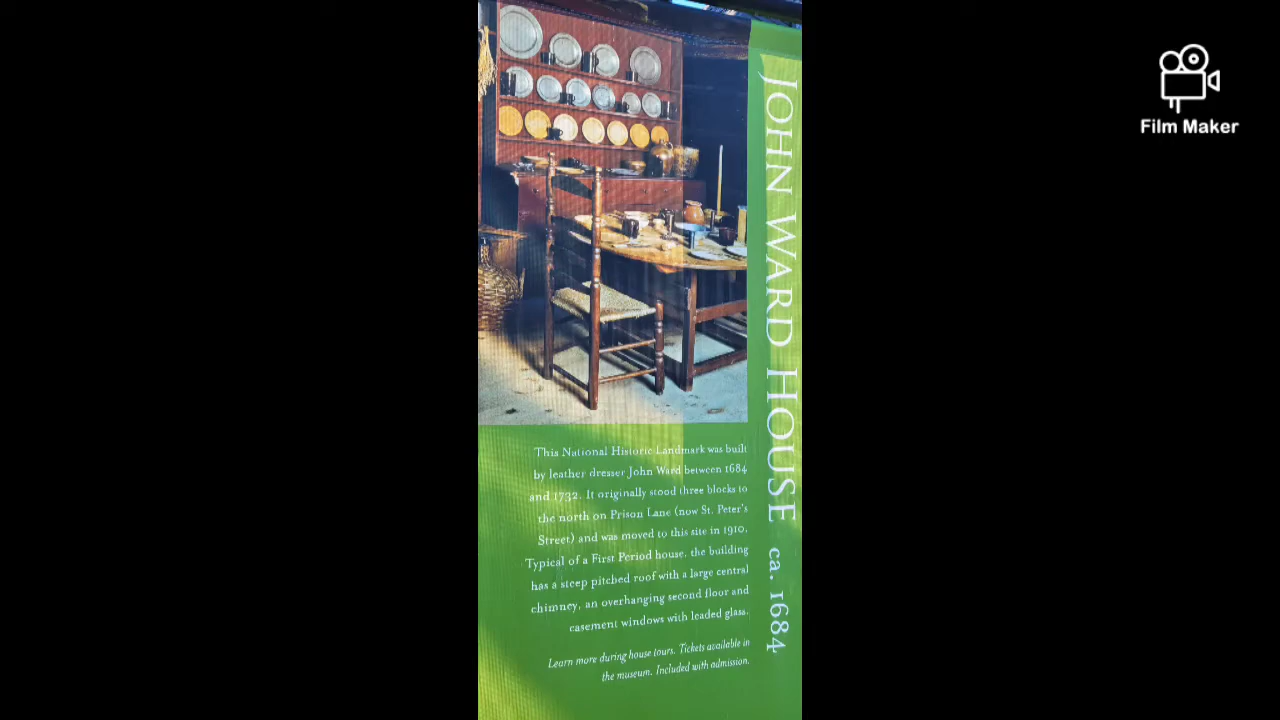 JOHN WARD HOUSE ca. 1684
This National Historic Landmark was built
by leather dresser John Ward between 1684
and 1732. It originally stood three blocks to
the north on Prison Lane (now St. Peter's
Street) and was moved to this site in 1910.
Typical of a First Period house, the building
has a steep pitched roof with a large central
chimney, an overhanging second floor and
casement windows with leaded glass.
Learn more during house tours. Tickets available in
the museum. Included with admission.
Film Maker